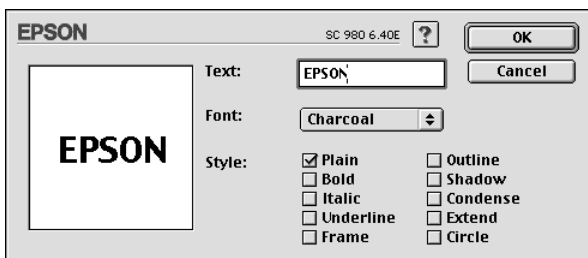 EPSON
SC 980 6.40E
?
OK
Cancel
Text:
EPSON
Font:
Charcoal
EPSON
Style:
Plain
Outline
Bold
Shadow
Italic
Condense
Underline
Extend
Frame
Circle